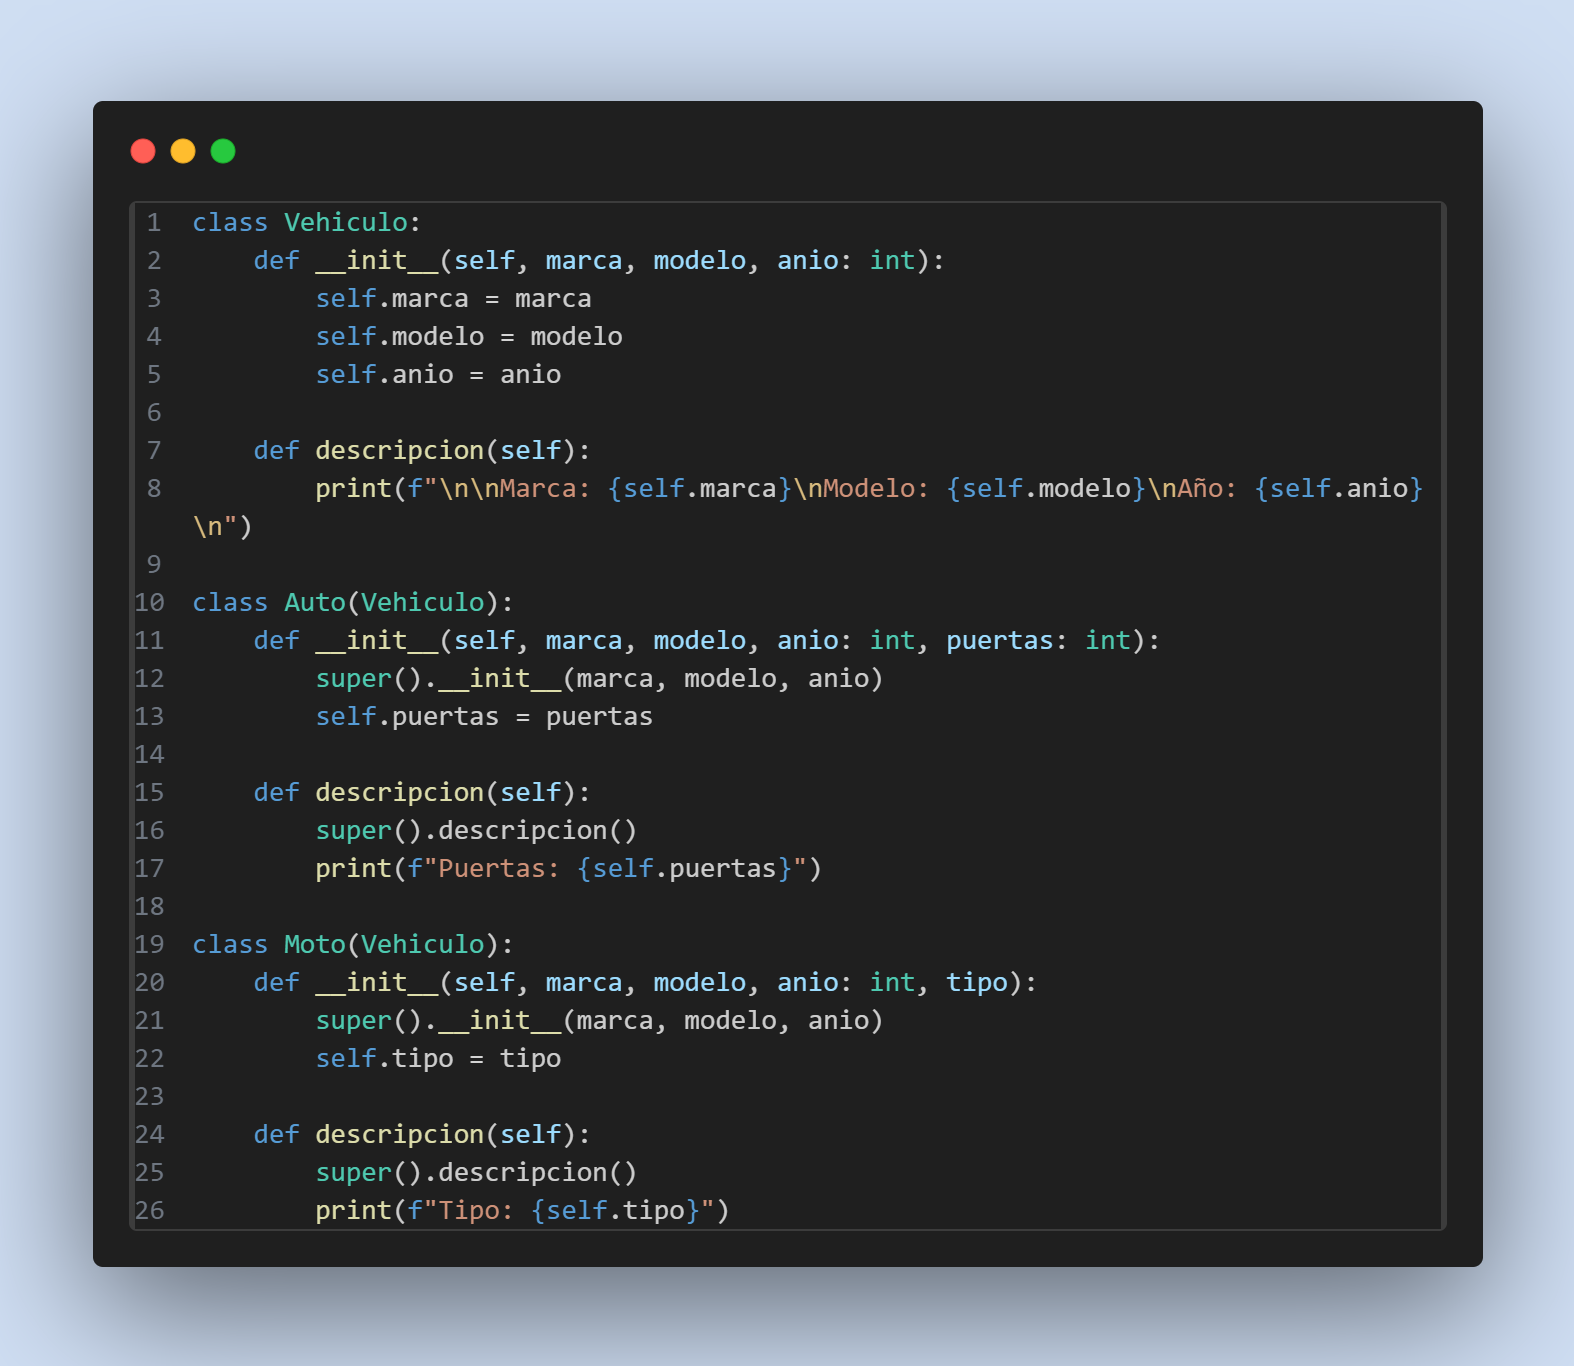 1 class Vehiculo:
2     def __init__(self, marca, modelo, anio: int):
3         self.marca = marca
4         self.modelo = modelo
5         self.anio = anio
6
7     def descripcion(self):
8         print(f"\n\nMarca: {self.marca}\nModelo: {self.modelo}\nAño: {self.anio}
\n")
9
10 class Auto(Vehiculo):
11     def __init__(self, marca, modelo, anio: int, puertas: int):
12         super().__init__(marca, modelo, anio)
13         self.puertas = puertas
14
15     def descripcion(self):
16         super().descripcion()
17         print(f"Puertas: {self.puertas}")
18
19 class Moto(Vehiculo):
20     def __init__(self, marca, modelo, anio: int, tipo):
21         super().__init__(marca, modelo, anio)
22         self.tipo = tipo
23
24     def descripcion(self):
25         super().descripcion()
26         print(f"Tipo: {self.tipo}")